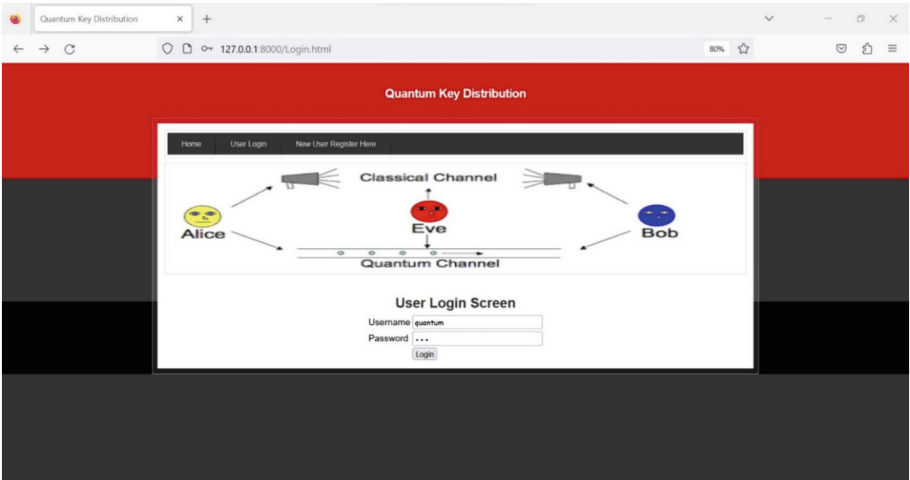 Quantum Key Distribution
127.0.0.1:8000/Login.html
80%
Quantum Key Distribution
Home User Login New User Register Here
Classical Channel
Alice
Eve
Bob
Quantum Channel
User Login Screen
Username quantum
Password
Login